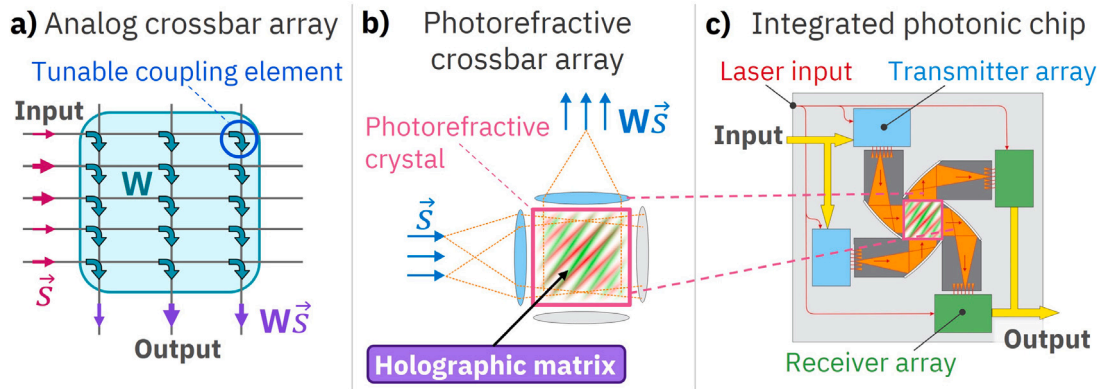 a) Analog crossbar array
Tunable coupling element
Input
W
s⃗
Ws⃗
Output
b) Photorefractive
crossbar array
Ws⃗
Photorefractive
crystal
s⃗
Holographic matrix
c) Integrated photonic chip
Laser input
Transmitter array
Input
Output
Receiver array